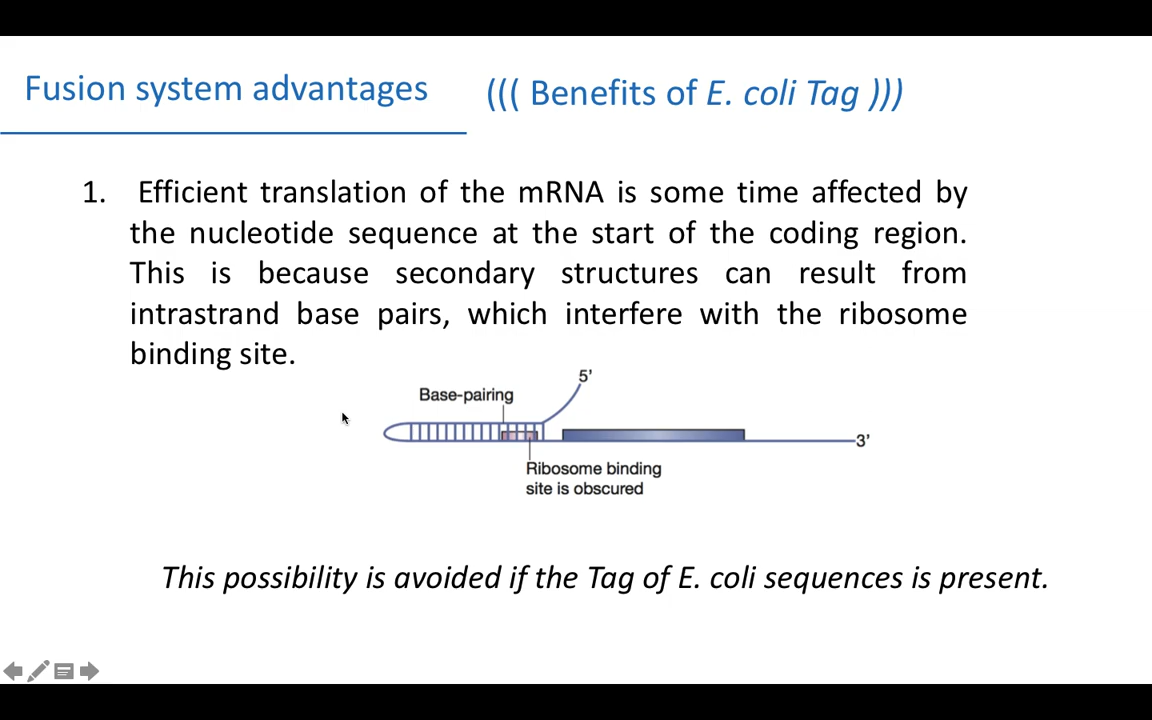 Fusion system advantages
((( Benefits of E. coli Tag )))
1. Efficient translation of the mRNA is some time affected by
the nucleotide sequence at the start of the coding region.
This is because secondary structures can result from
intrastrand base pairs, which interfere with the ribosome
binding site.
5’
Base-pairing
3’
Ribosome binding
site is obscured
This possibility is avoided if the Tag of E. coli sequences is present.